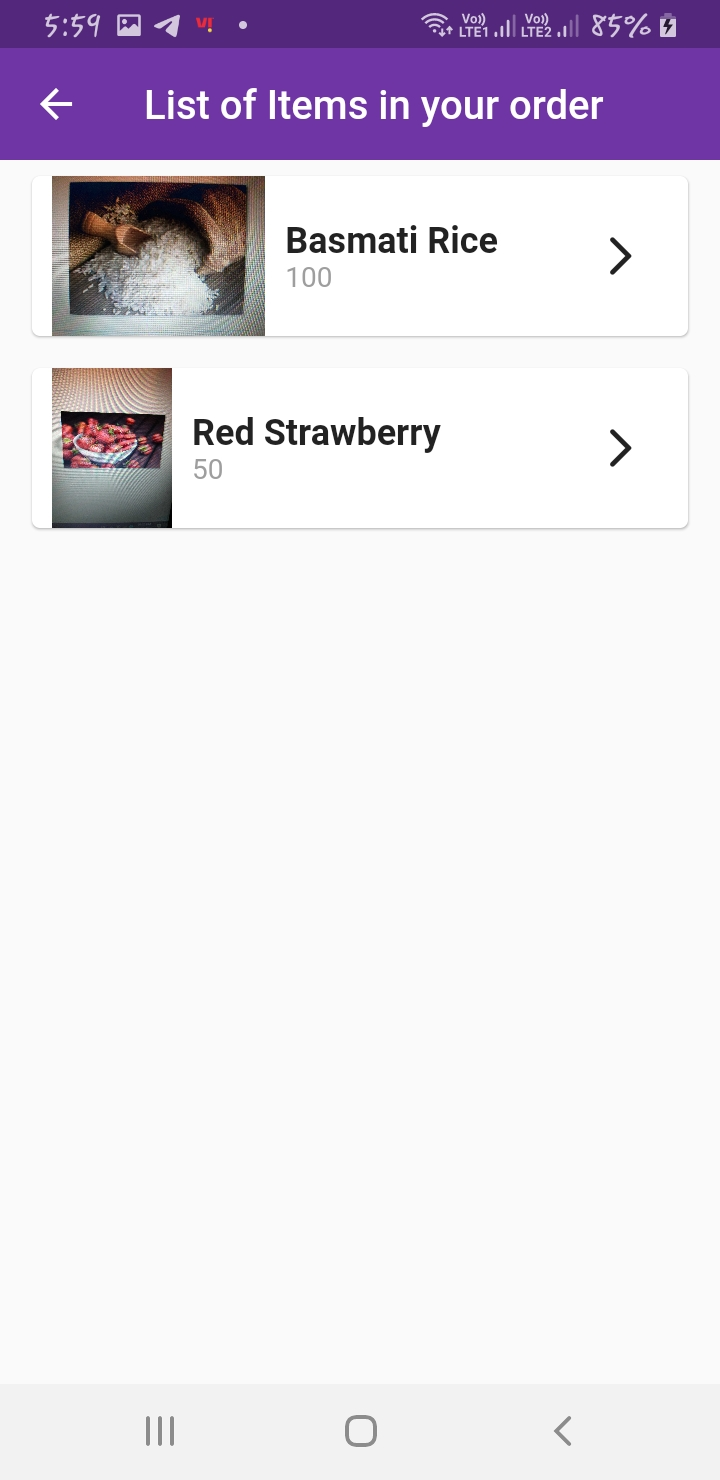 5:59 Vi Vo)) LTE1 Vo)) LTE2 85%
List of Items in your order
Basmati Rice
100
Red Strawberry
50